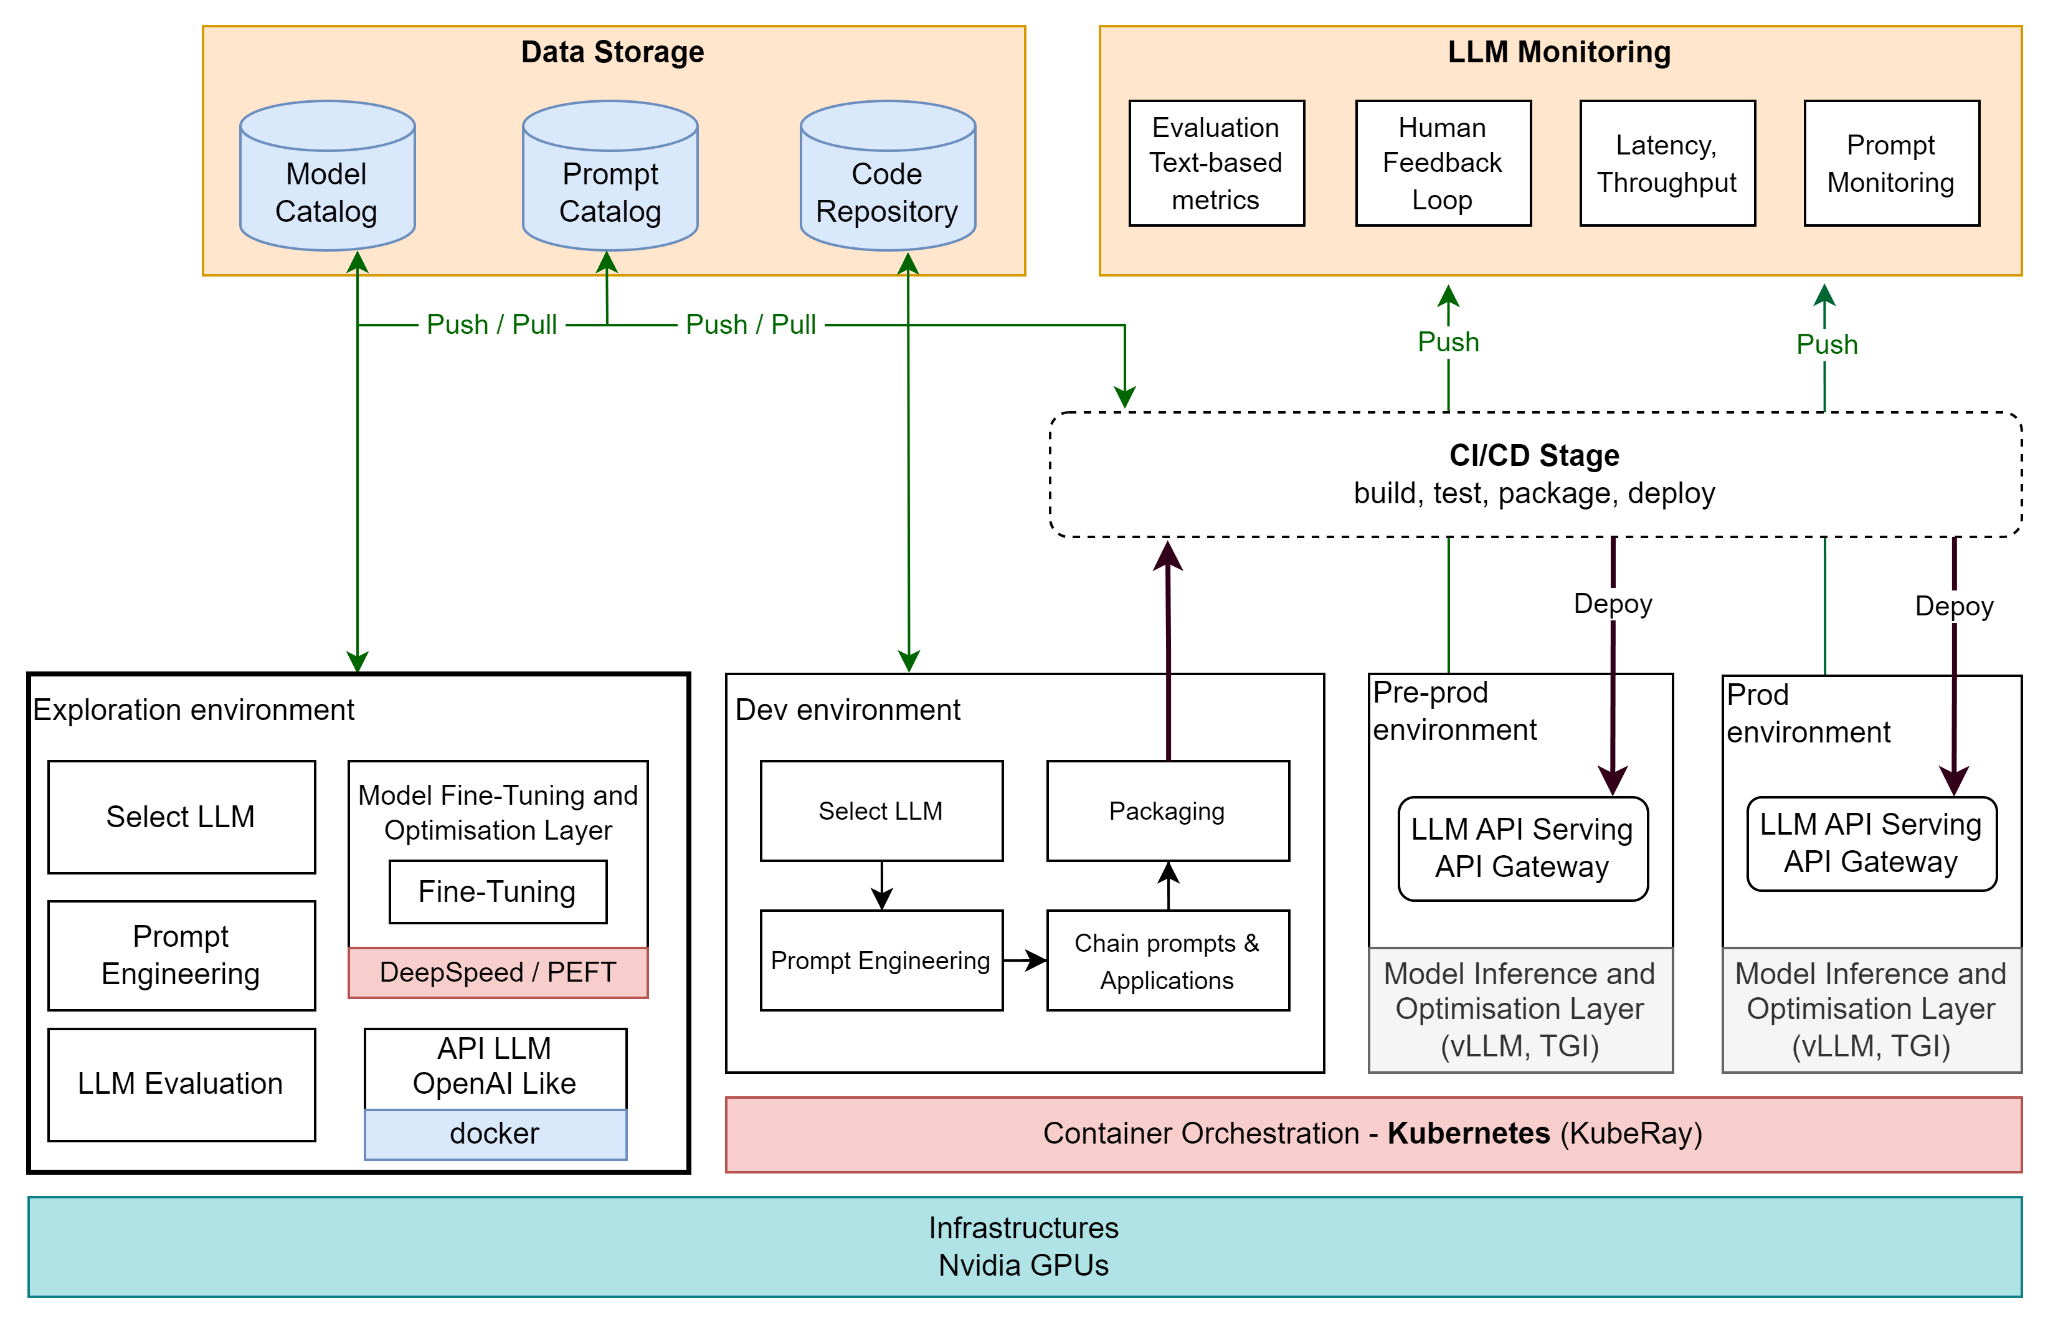 Data Storage
Model
Catalog
Prompt
Catalog
Code
Repository
LLM Monitoring
Evaluation
Text-based
metrics
Human
Feedback
Loop
Latency,
Throughput
Prompt
Monitoring
Push / Pull
Push / Pull
Push
Push
CI/CD Stage
build, test, package, deploy
Depoy
Depoy
Exploration environment
Select LLM
Prompt
Engineering
LLM Evaluation
Model Fine-Tuning and
Optimisation Layer
Fine-Tuning
DeepSpeed / PEFT
API LLM
OpenAI Like
docker
Dev environment
Select LLM
Packaging
Prompt Engineering
Chain prompts &
Applications
Pre-prod
environment
LLM API Serving
API Gateway
Model Inference and
Optimisation Layer
(vLLM, TGI)
Prod
environment
LLM API Serving
API Gateway
Model Inference and
Optimisation Layer
(vLLM, TGI)
Container Orchestration - Kubernetes (KubeRay)
Infrastructures
Nvidia GPUs